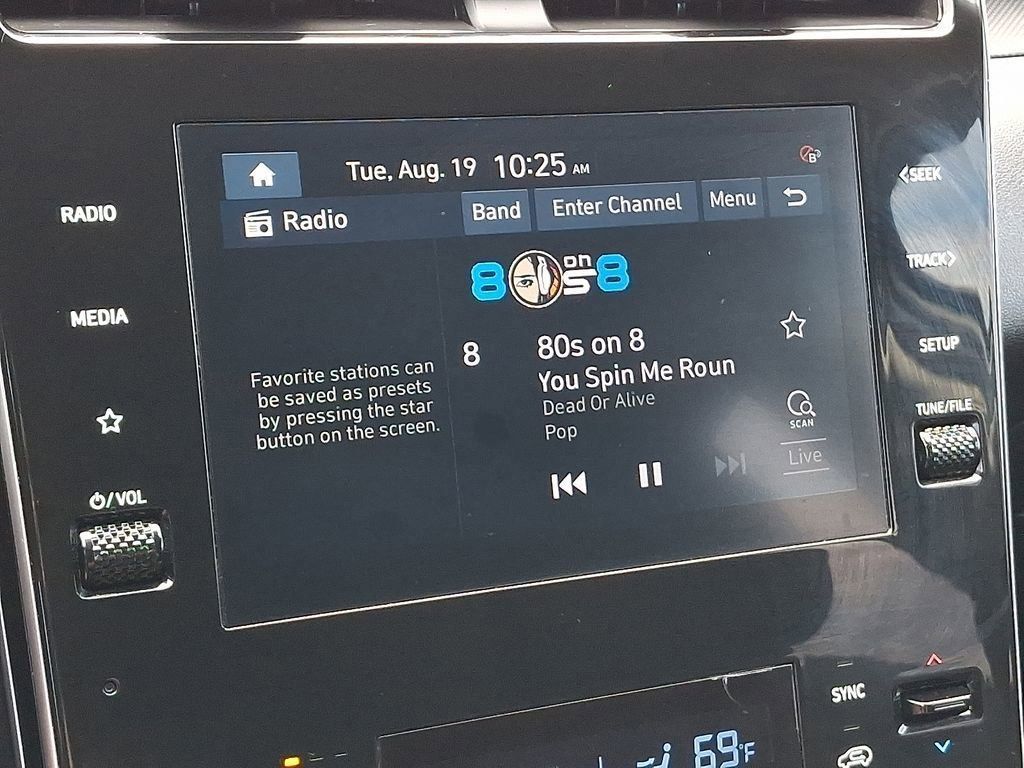 Tue, Aug. 19 10:25 AM
B
Radio Band Enter Channel Menu
80s on 8
8 80s on 8
You Spin Me Roun
Dead Or Alive
Pop
Favorite stations can
be saved as presets
by pressing the star
button on the screen.
SCAN
Live
RADIO
MEDIA
/VOL
<SEEK
TRACK>
SETUP
TUNE/FILE
SYNC
69°F